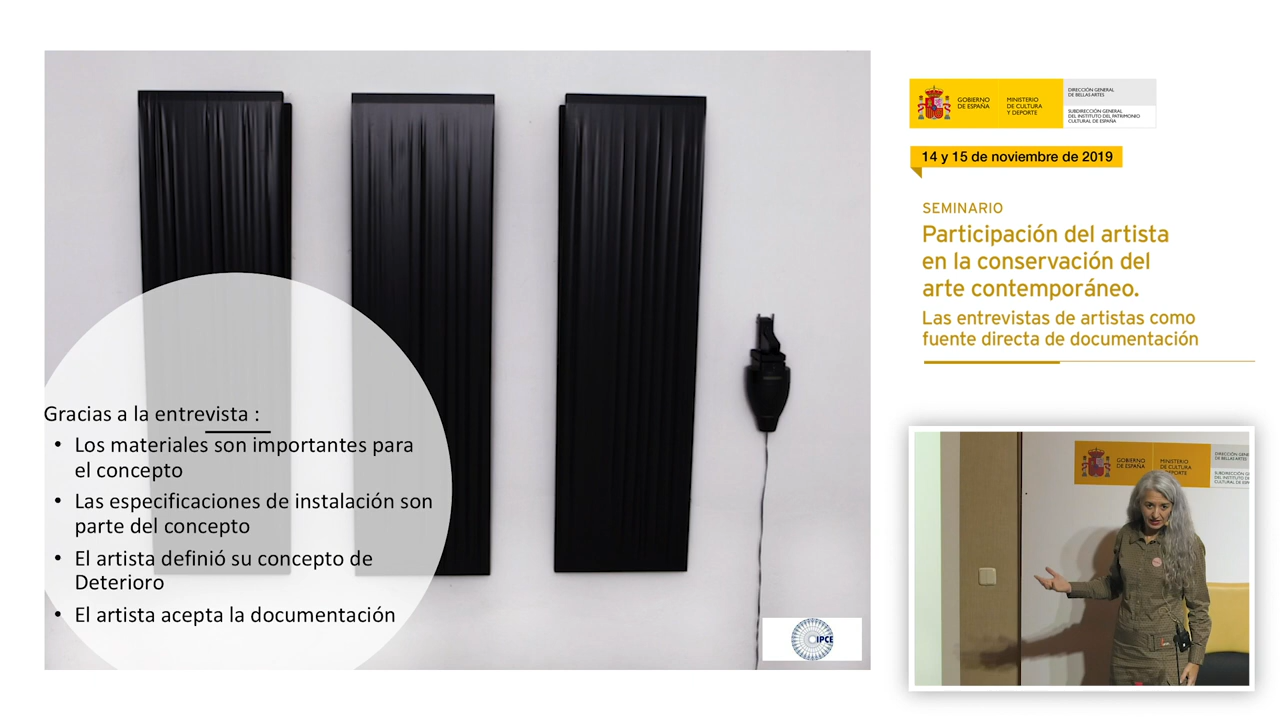 Gracias a la entrevista :
• Los materiales son importantes para
el concepto
• Las especificaciones de instalación son
parte del concepto
• El artista definió su concepto de
Deterioro
• El artista acepta la documentación
IPCE
GOBIERNO
DE ESPAÑA
MINISTERIO
DE CULTURA
Y DEPORTE
DIRECCIÓN GENERAL
DE BELLAS ARTES
SUBDIRECCIÓN GENERAL
DEL INSTITUTO DEL PATRIMONIO
CULTURAL DE ESPAÑA
14 y 15 de noviembre de 2019
SEMINARIO
Participación del artista
en la conservación del
arte contemporáneo.
Las entrevistas de artistas como
fuente directa de documentación
GOBIERNO
DE ESPAÑA
MINISTERIO
DE CULTURA
Y DEPORTE